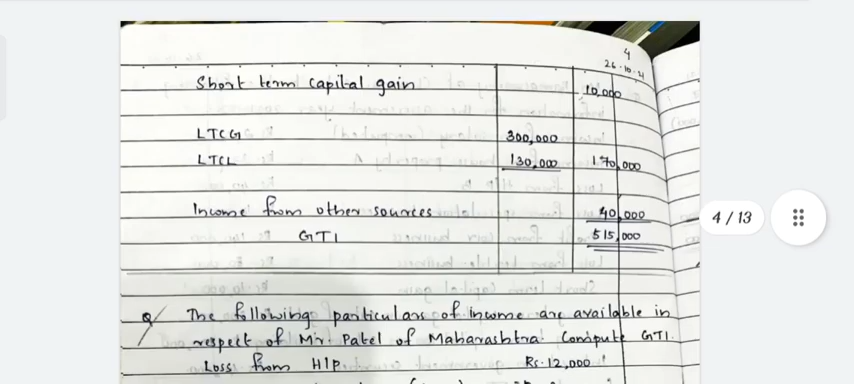 4
26.10.21
Short term capital gain 10,000
LTCG 300,000
LTCL 130,000 170,000
Income from other sources 40,000
GTI 515,000
Q/ The following particulars of income are available in
respect of Mr. Patel of Maharashtra. Compute GTI.
Loss from H/P Rs. 12,000
4 / 13